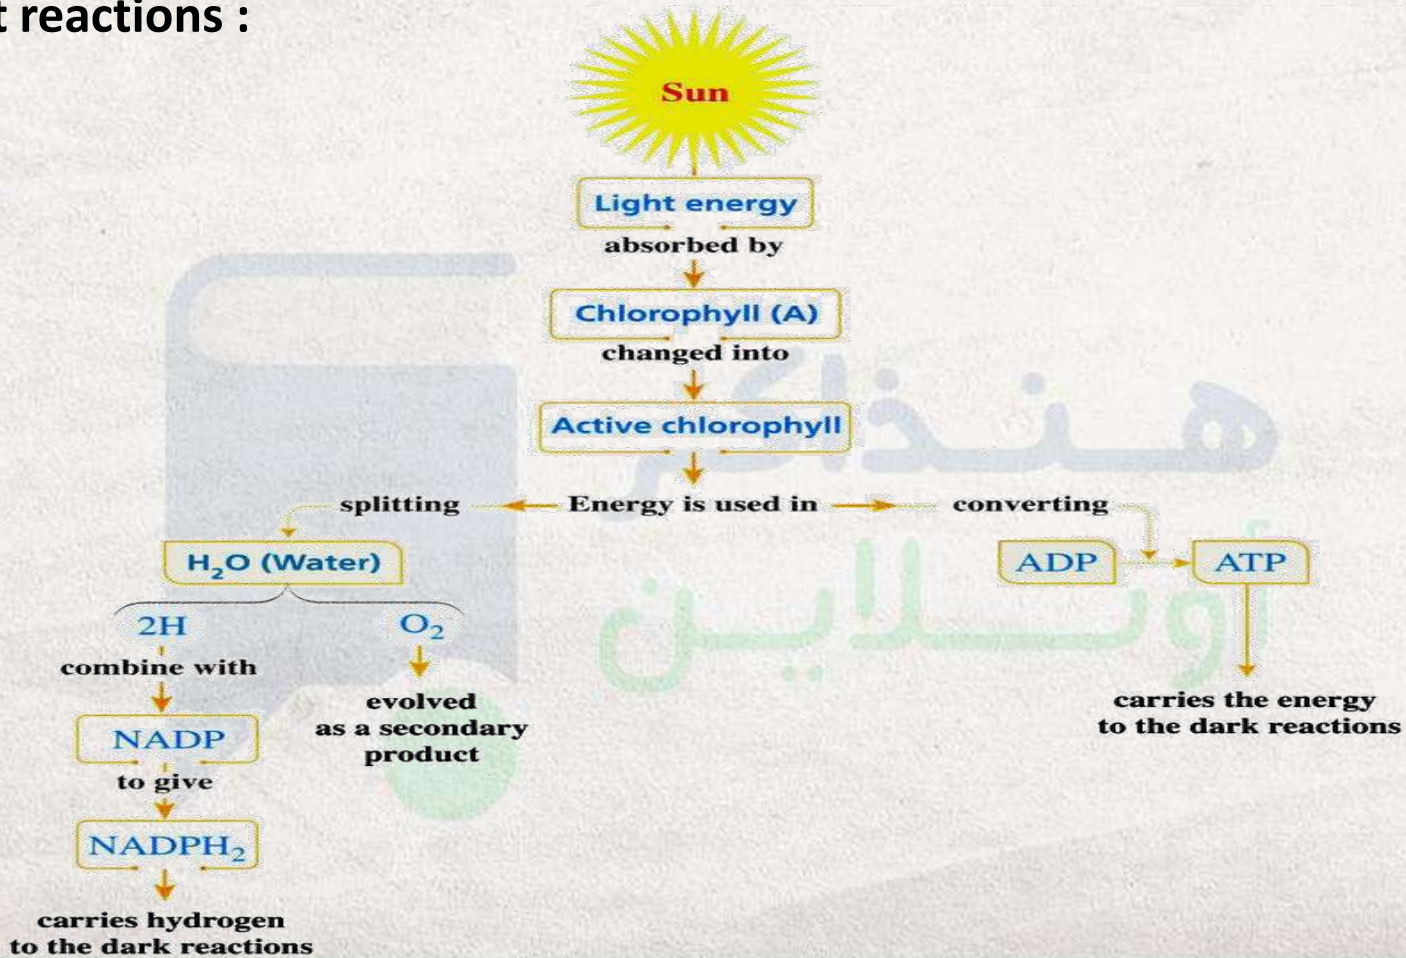 t reactions :
Sun
Light energy
absorbed by
Chlorophyll (A)
changed into
Active chlorophyll
splitting
Energy is used in
converting
H₂O (Water)
ADP
ATP
2H
O₂
combine with
evolved
as a secondary
product
carries the energy
to the dark reactions
NADP
to give
NADPH₂
carries hydrogen
to the dark reactions
هنذاكر
أونلاين